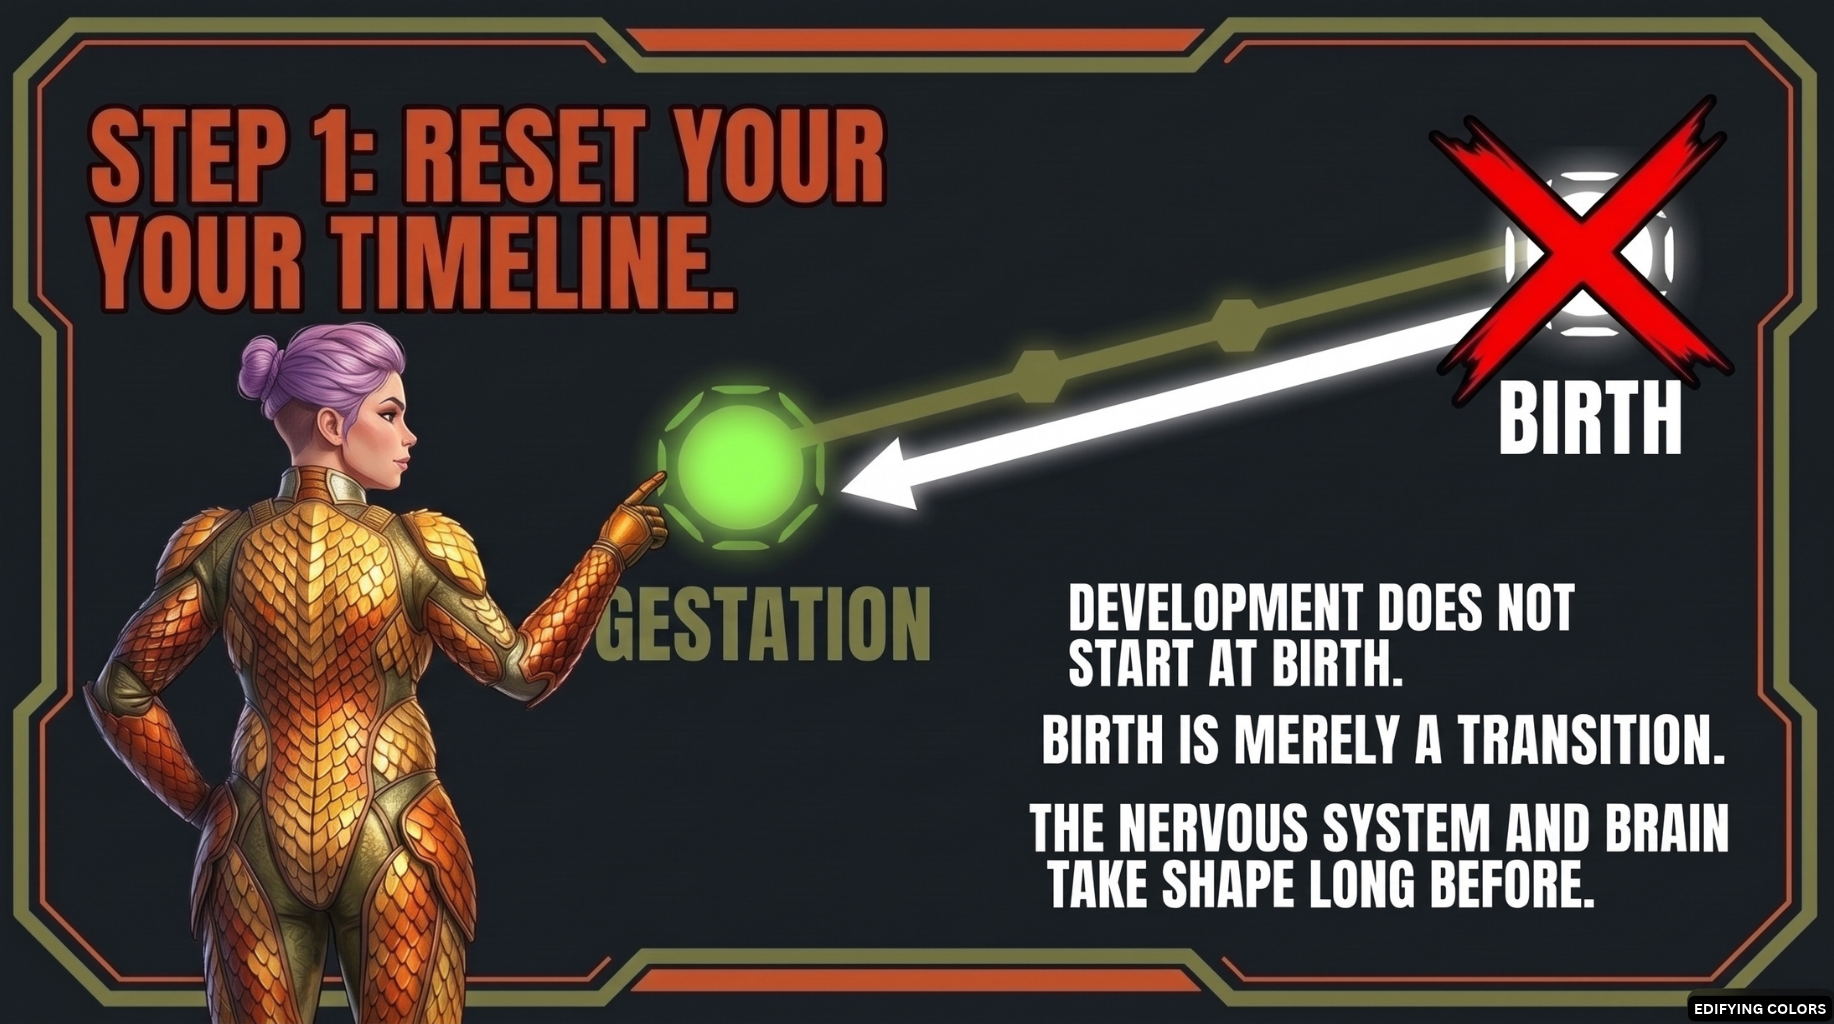 STEP 1: RESET YOUR
YOUR TIMELINE.
BIRTH
GESTATION
DEVELOPMENT DOES NOT
START AT BIRTH.
BIRTH IS MERELY A TRANSITION.
THE NERVOUS SYSTEM AND BRAIN
TAKE SHAPE LONG BEFORE.
EDIFYING COLORS